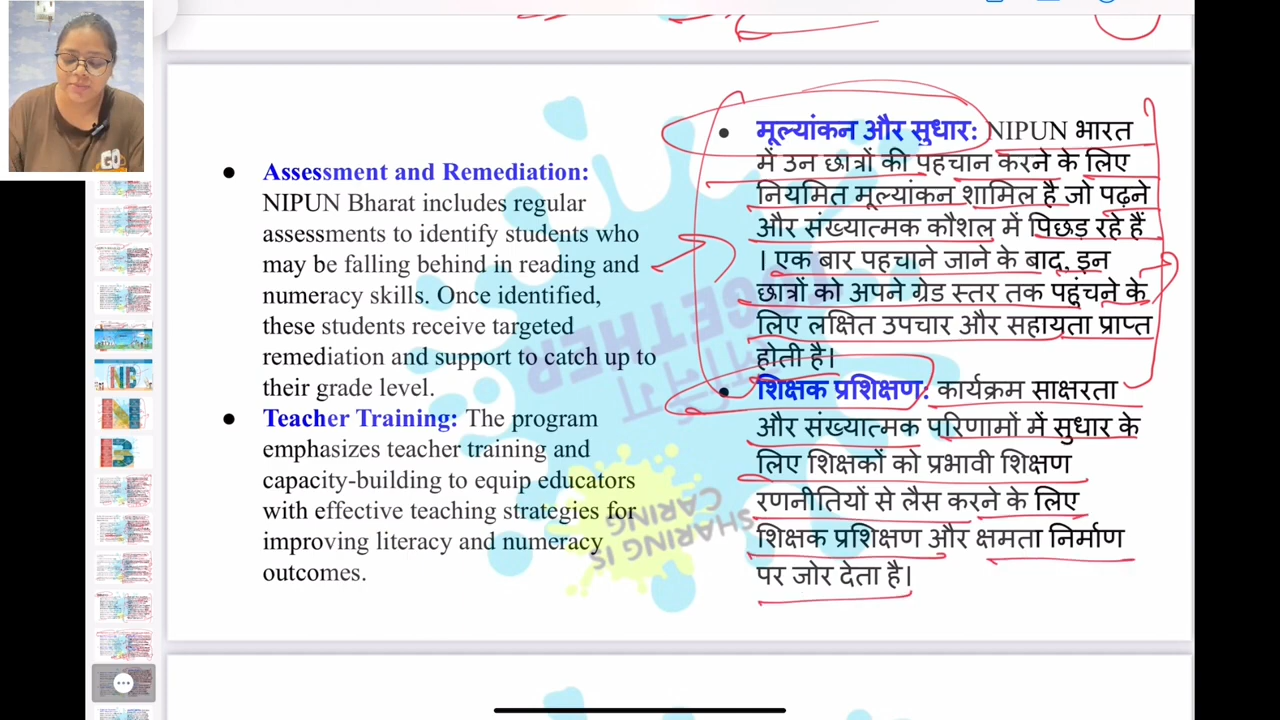 GO
Assessment and Remediation:
NIPUN Bharat includes regular
assessments to identify students who
may be falling behind in reading and
numeracy skills. Once identified,
these students receive targeted
remediation and support to catch up to
their grade level.
Teacher Training: The program
emphasizes teacher training and
capacity-building to equip educators
with effective teaching strategies for
improving literacy and numeracy
outcomes.
मूल्यांकन और सुधार: NIPUN भारत
में उन छात्रों की पहचान करने के लिए
नियमित मूल्यांकन शामिल है जो पढ़ने
और संख्यात्मक कौशल में पिछड़ रहे हैं
। एक बार पहचाने जाने के बाद, इन
छात्रों को अपने ग्रेड स्तर तक पहुंचने के
लिए लक्षित उपचार और सहायता प्राप्त
होती है।
शिक्षक प्रशिक्षण: कार्यक्रम साक्षरता
और संख्यात्मक परिणामों में सुधार के
लिए शिक्षकों को प्रभावी शिक्षण
रणनीतियों से लैस करने के लिए
शिक्षक प्रशिक्षण और क्षमता निर्माण
पर जोर देता है।
SHARING IS
CARING